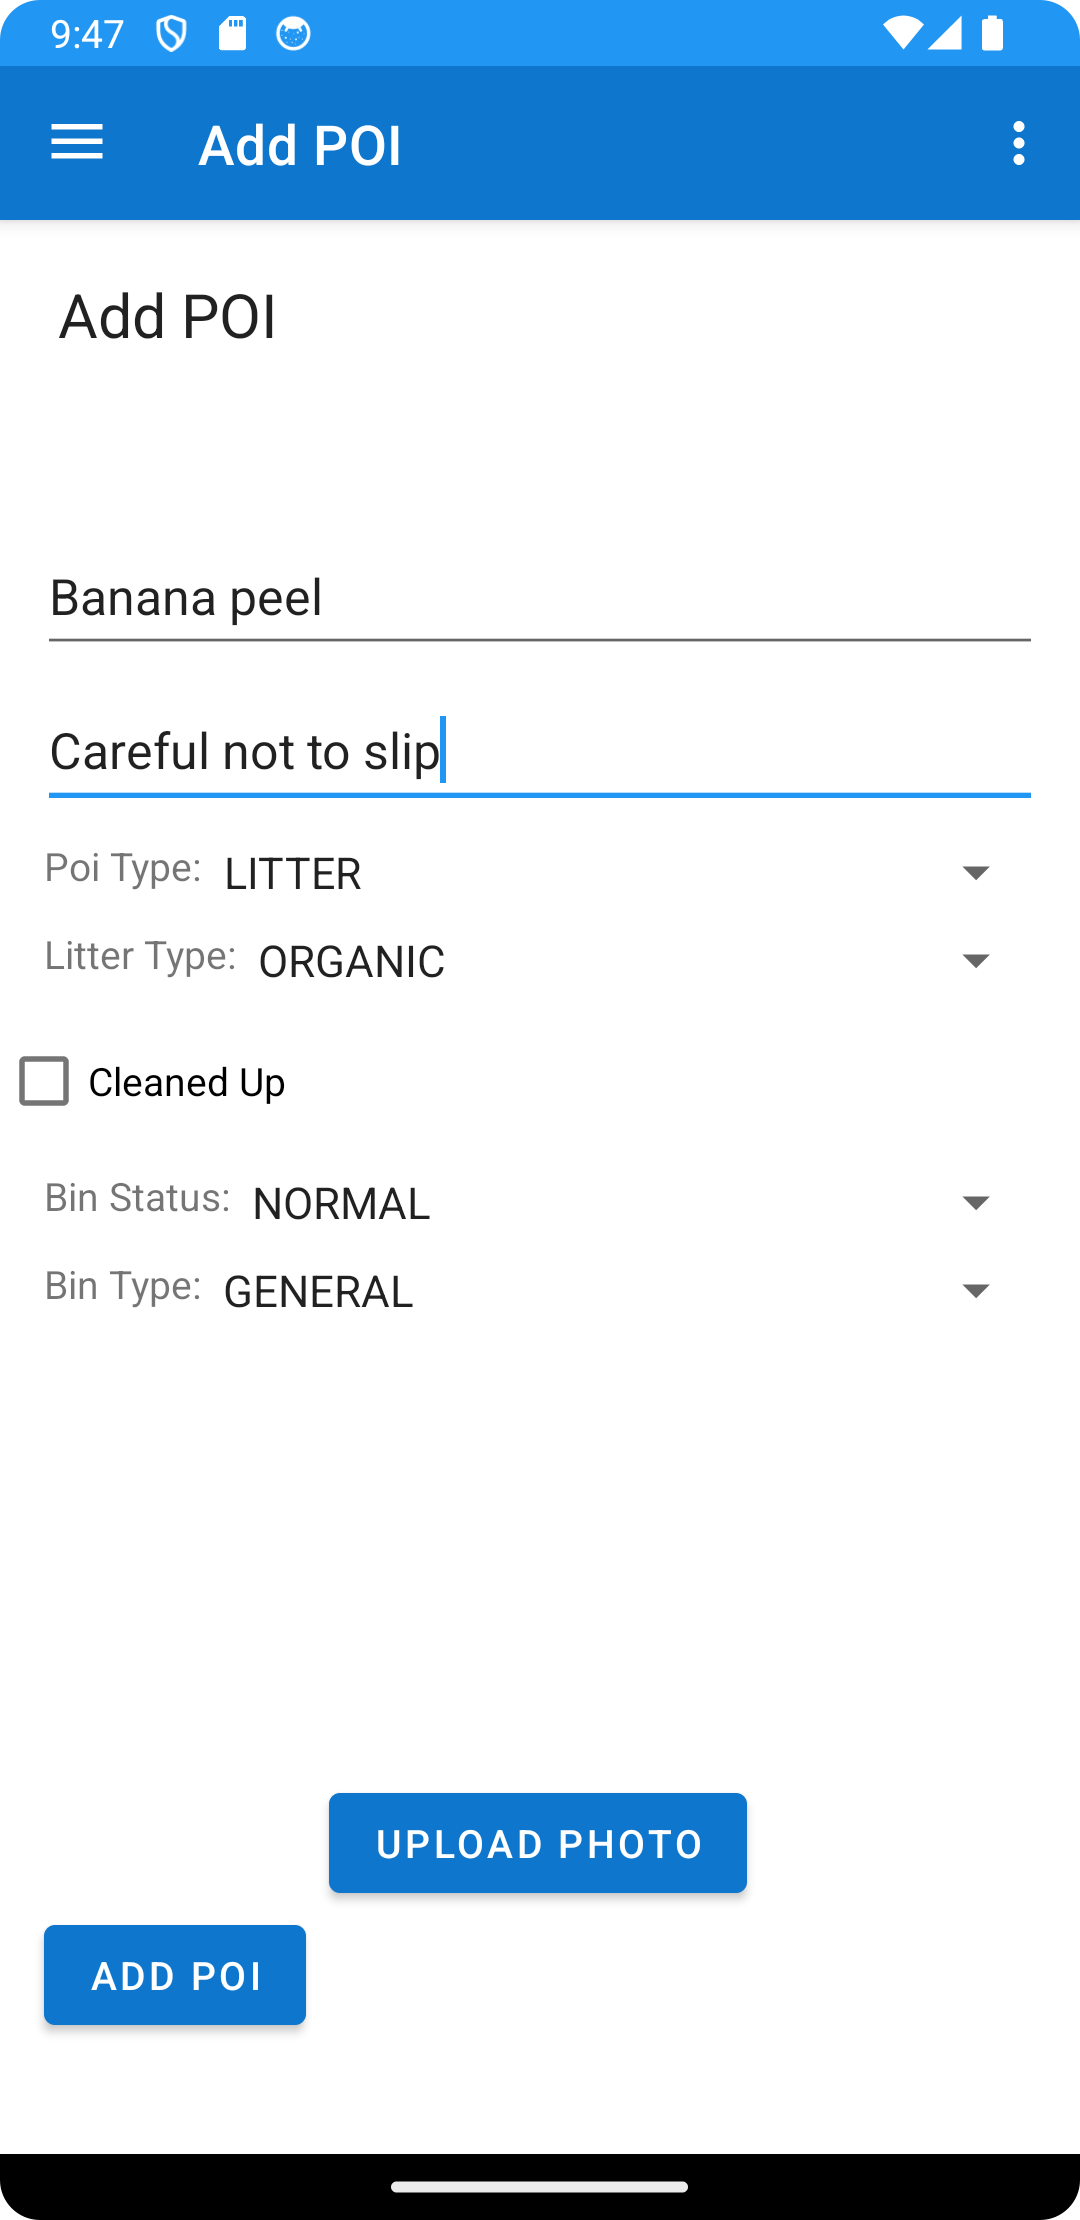 9:47
Add POI
Add POI
Banana peel
Careful not to slip
Poi Type: LITTER
Litter Type: ORGANIC
Cleaned Up
Bin Status: NORMAL
Bin Type: GENERAL
UPLOAD PHOTO
ADD POI